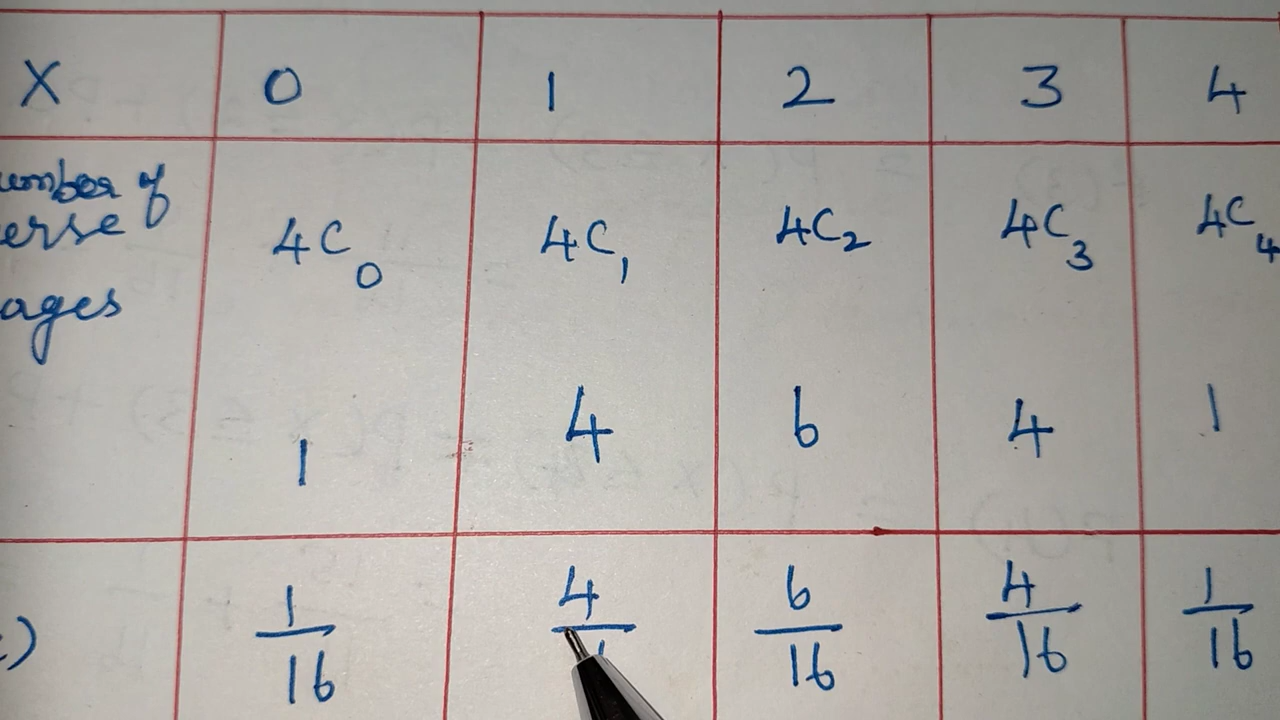 X 0 1 2 3 4
umber of
erse
ages
4C0 4C1 4C2 4C3 4C4
1 4 6 4 1
) 1/16 4/ 6/16 4/16 1/16